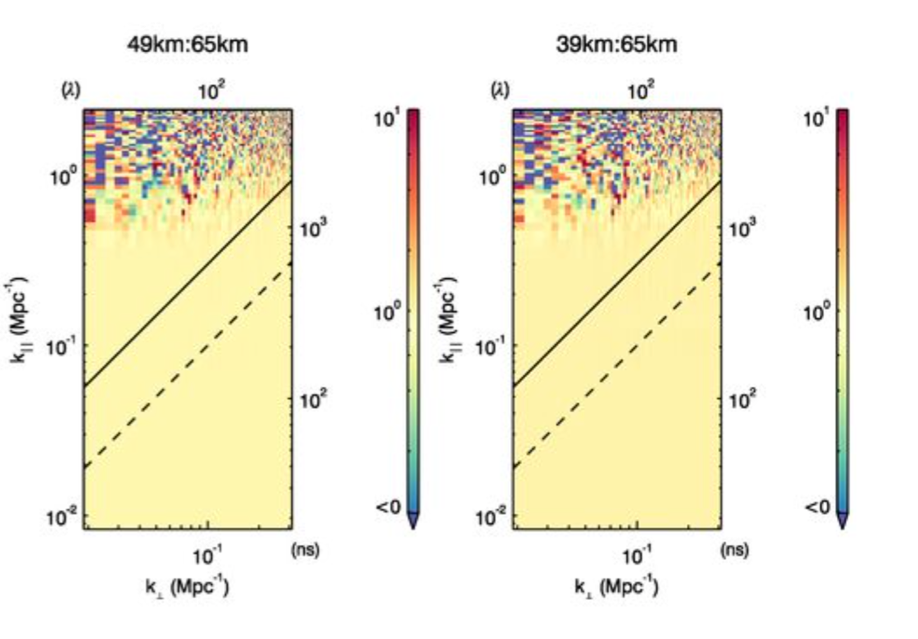 49km:65km
39km:65km
(λ)
10²
(λ)
10²
10¹
10¹
10⁰
10⁰
10³
10³
10⁰
10⁰
k|| (Mpc⁻¹)
k|| (Mpc⁻¹)
10⁻¹
10⁻¹
10²
10²
<0
<0
10⁻²
10⁻²
10⁻¹
(ns)
10⁻¹
(ns)
k⊥ (Mpc⁻¹)
k⊥ (Mpc⁻¹)